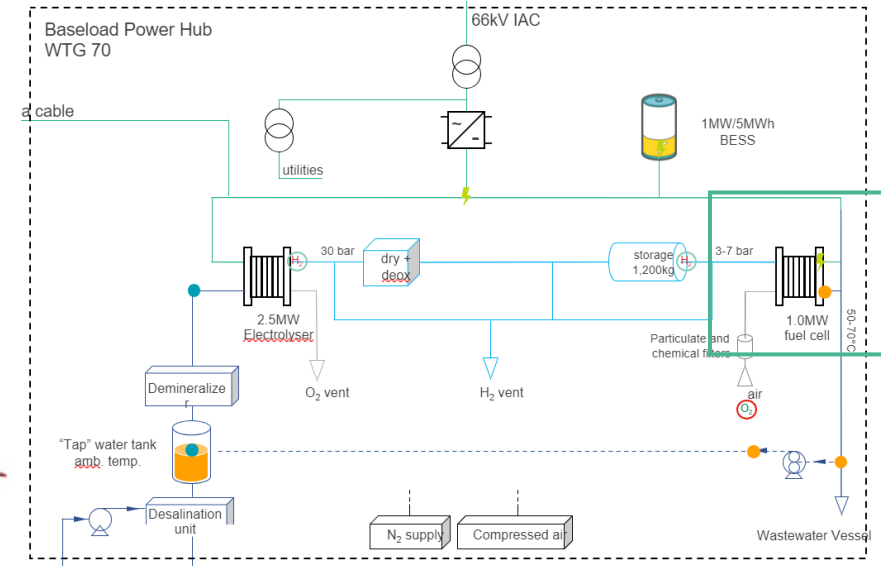 Baseload Power Hub
WTG 70
66kV IAC
a cable
utilities
~
-
1MW/5MWh
BESS
30 bar
H2
dry +
deox
storage
1,200kg
H2
3-7 bar
2.5MW
Electrolyser
1.0MW
fuel cell
50-70°C
Particulate and
chemical filters
O2 vent
H2 vent
air
O2
Demineralize
r
"Tap" water tank
amb. temp.
Desalination
unit
N2 supply
Compressed air
Wastewater Vessel